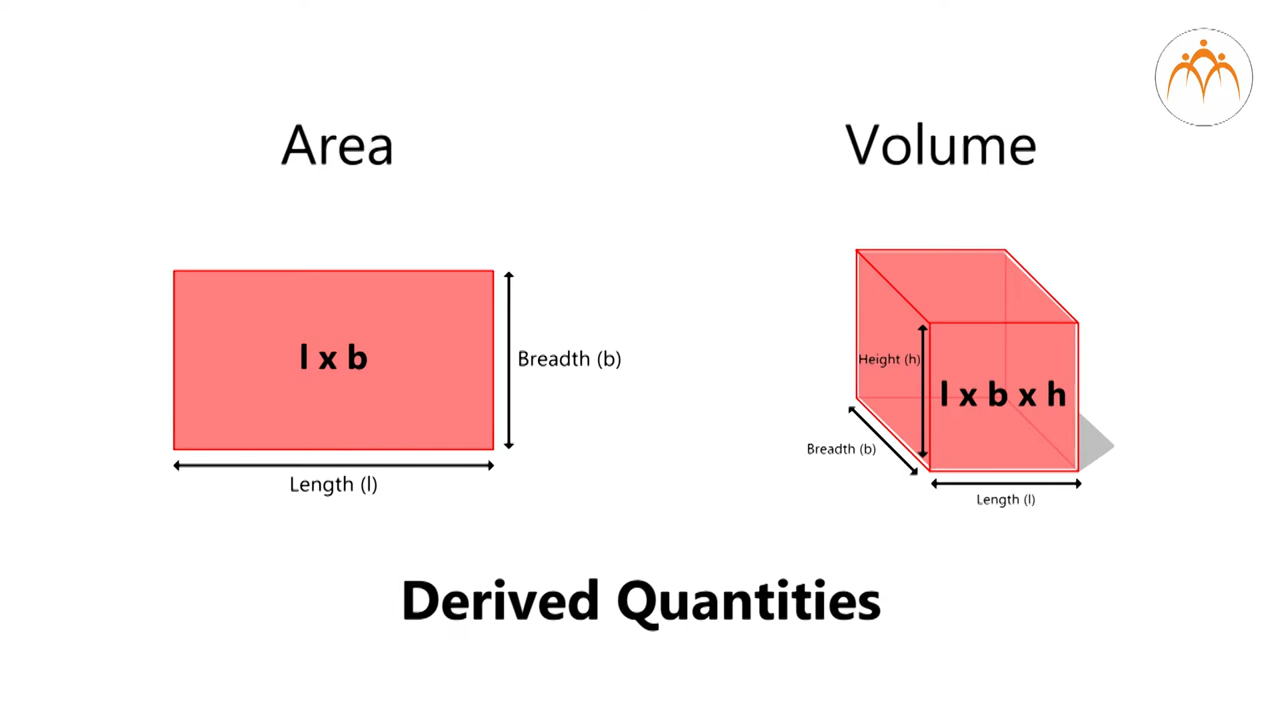 Area
l x b
Breadth (b)
Length (l)
Volume
Height (h)
l x b x h
Breadth (b)
Length (l)
Derived Quantities